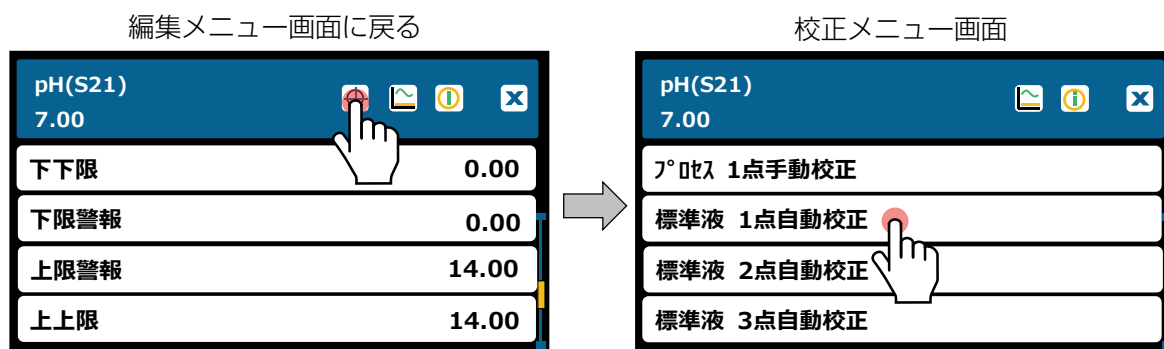 編集メニュー画面に戻る
pH(S21)
7.00
下下限 0.00
下限警報 0.00
上限警報 14.00
上上限 14.00
校正メニュー画面
pH(S21)
7.00
ﾌﾟﾛｾｽ 1点手動校正
標準液 1点自動校正
標準液 2点自動校正
標準液 3点自動校正